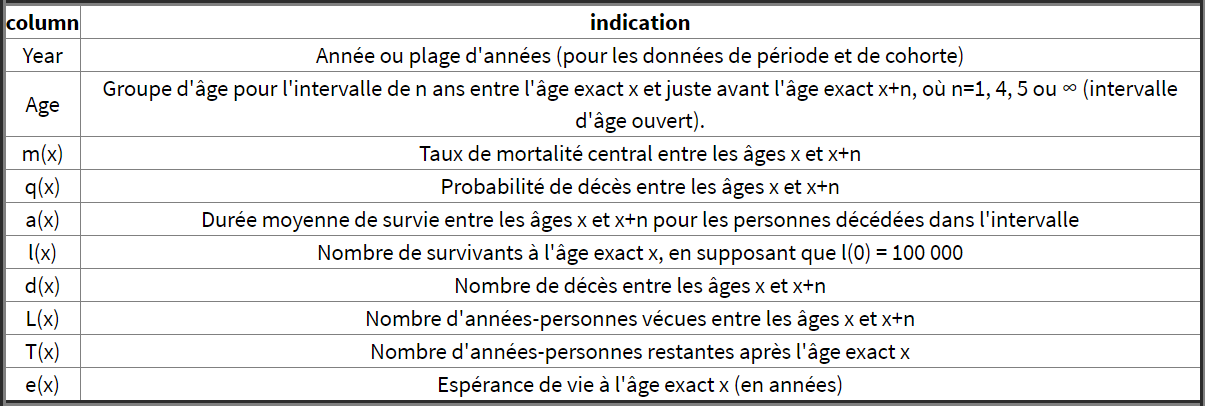 column indication
Year Année ou plage d'années (pour les données de période et de cohorte)
Age Groupe d'âge pour l'intervalle de n ans entre l'âge exact x et juste avant l'âge exact x+n, où n=1, 4, 5 ou ∞ (intervalle
d'âge ouvert).
m(x) Taux de mortalité central entre les âges x et x+n
q(x) Probabilité de décès entre les âges x et x+n
a(x) Durée moyenne de survie entre les âges x et x+n pour les personnes décédées dans l'intervalle
l(x) Nombre de survivants à l'âge exact x, en supposant que l(0) = 100 000
d(x) Nombre de décès entre les âges x et x+n
L(x) Nombre d'années-personnes vécues entre les âges x et x+n
T(x) Nombre d'années-personnes restantes après l'âge exact x
e(x) Espérance de vie à l'âge exact x (en années)